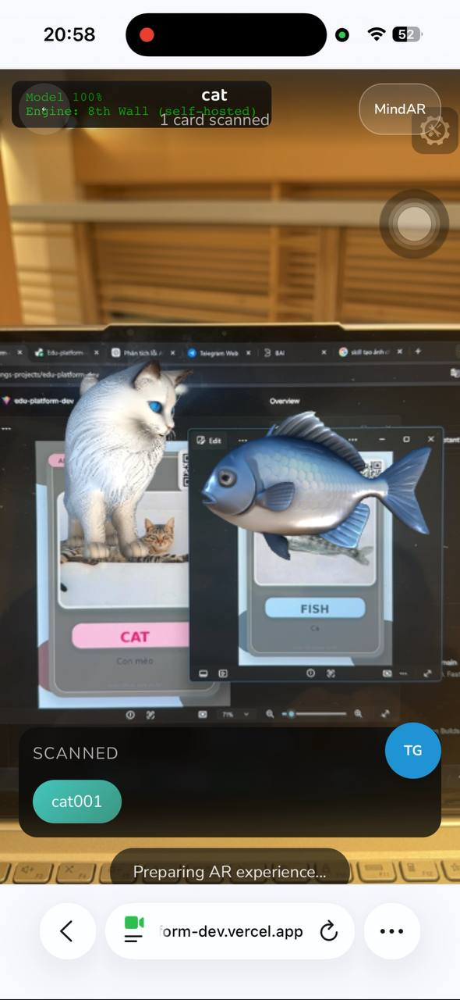 20:58
52
Model 100%
Engine: 8th Wall (self-hosted)
cat
1 card scanned
MindAR
Edu-platform-
Phân tích lỗi
Telegram Web
BAI
skill tạo ảnh
ngs-projects/edu-platform-dev
edu-platform-dev
Overview
Edit
CAT
Con mèo
FISH
Cá
71%
SCANNED
TG
cat001
Preparing AR experience...
form-dev.vercel.app